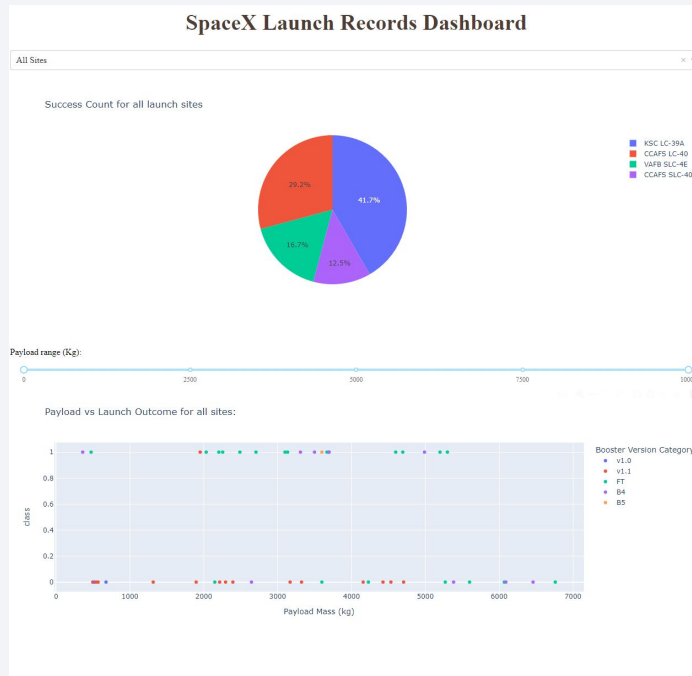 SpaceX Launch Records Dashboard
All Sites
Success Count for all launch sites
KSC LC-39A
CCAFS LC-40
VAFB SLC-4E
CCAFS SLC-40
29.2%
41.7%
16.7%
12.5%
Payload range (Kg):
0 2500 5000 7500 1000
Payload vs Launch Outcome for all sites:
Booster Version Category
v1.0
v1.1
FT
B4
B5
class
1
0.8
0.6
0.4
0.2
0
0 1000 2000 3000 4000 5000 6000 7000
Payload Mass (kg)